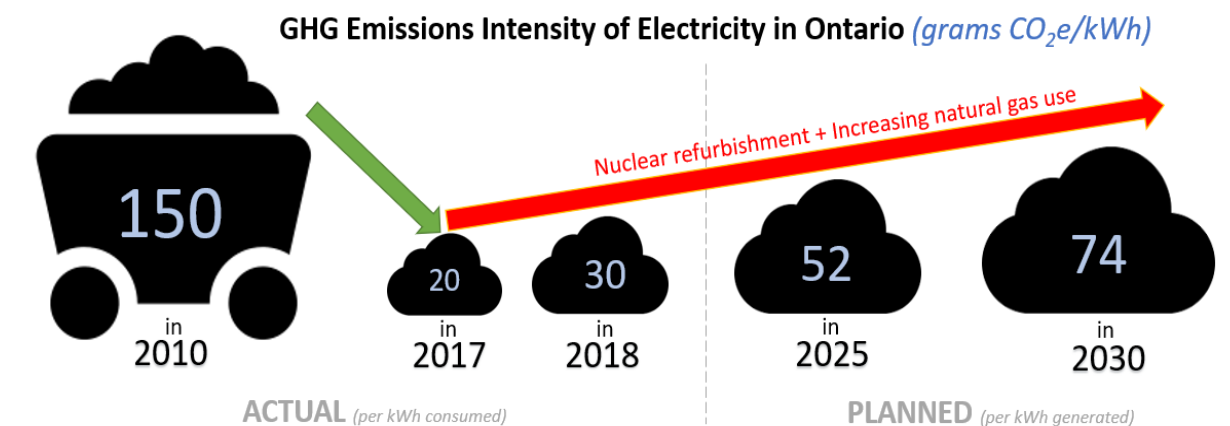 GHG Emissions Intensity of Electricity in Ontario (grams CO₂e/kWh)
Nuclear refurbishment + Increasing natural gas use
150
20
30
52
74
in
2010
in
2017
in
2018
in
2025
in
2030
ACTUAL (per kWh consumed)
PLANNED (per kWh generated)